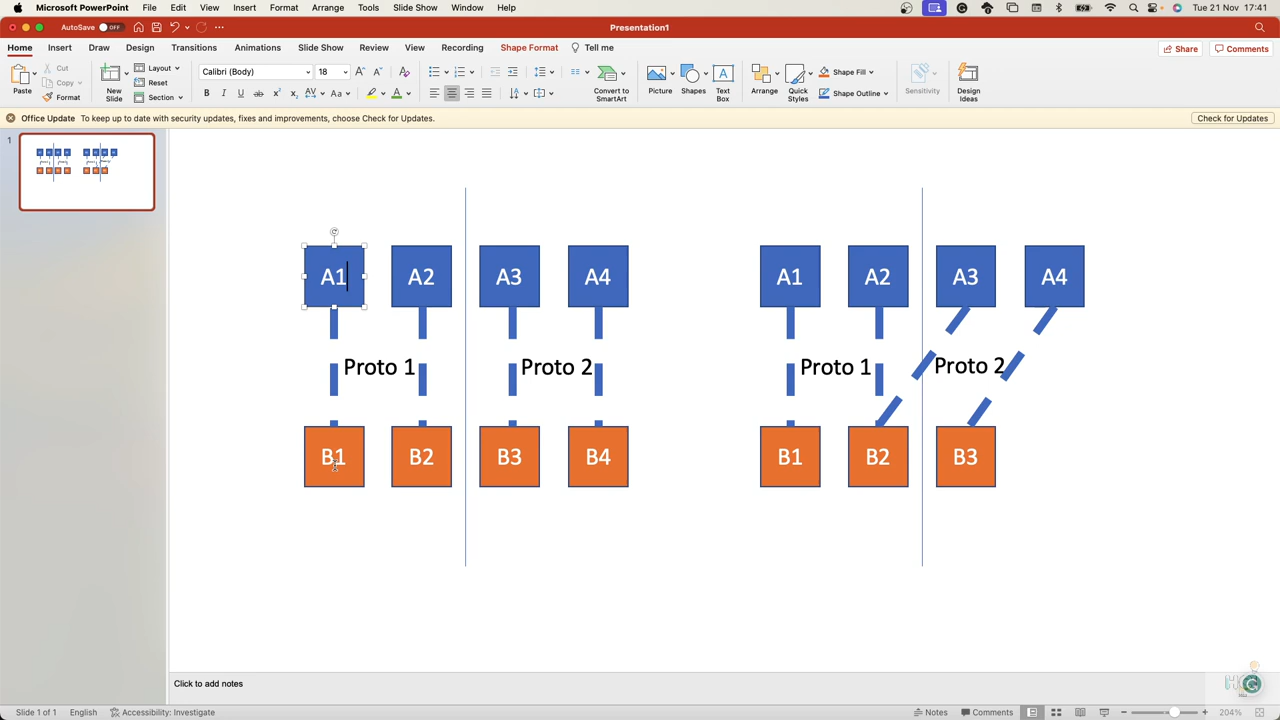 Microsoft PowerPoint File Edit View Insert Format Arrange Tools Slide Show Window Help Tue 21 Nov 17:41
AutoSave OFF Presentation1
Home Insert Draw Design Transitions Animations Slide Show Review View Recording Shape Format Tell me Share Comments
Paste Cut Copy Format
New Slide Layout Reset Section
Calibri (Body) 18
Convert to SmartArt
Picture Shapes Text Box Arrange Quick Styles Shape Fill Shape Outline Sensitivity Design Ideas
Office Update To keep up to date with security updates, fixes and improvements, choose Check for Updates. Check for Updates
1
A1 A2 A3 A4 A1 A2 A3 A4
Proto 1 Proto 2 Proto 1 Proto 2
B1 B2 B3 B4 B1 B2 B3
Click to add notes
Slide 1 of 1 English Accessibility: Investigate Notes Comments 204%